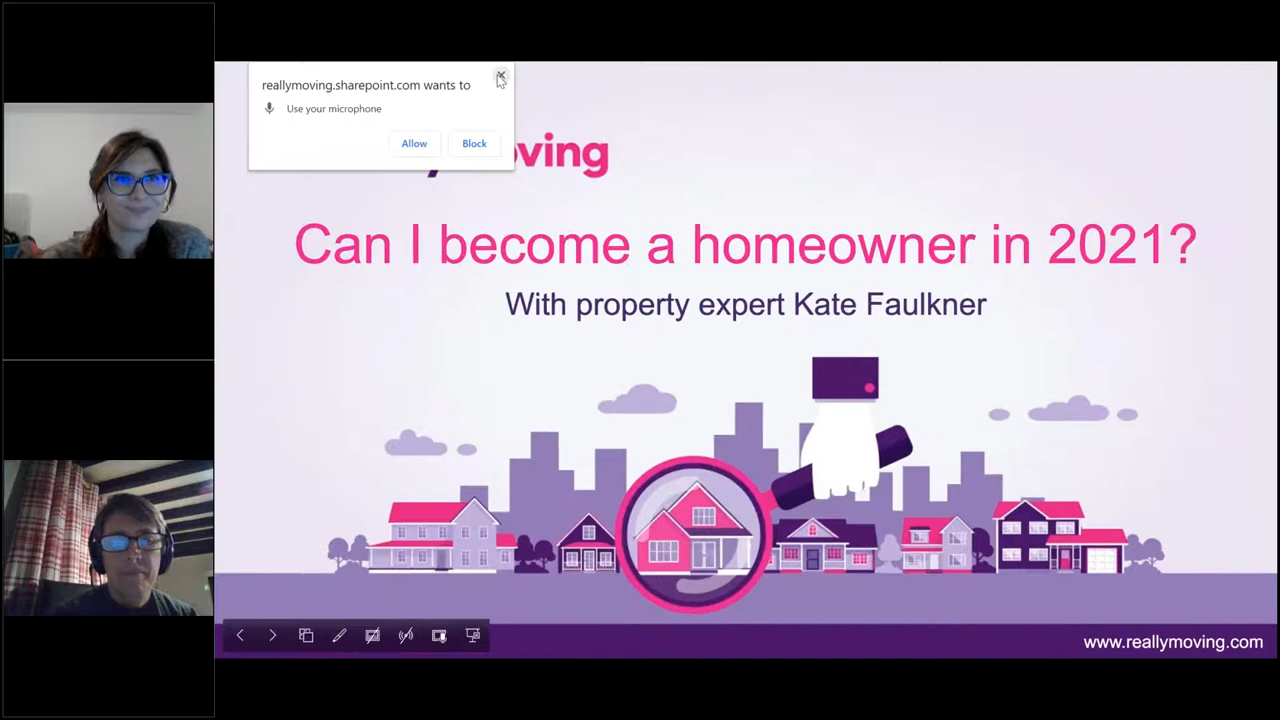 reallymoving.sharepoint.com wants to
Use your microphone
Allow
Block
oving
Can I become a homeowner in 2021?
With property expert Kate Faulkner
www.reallymoving.com